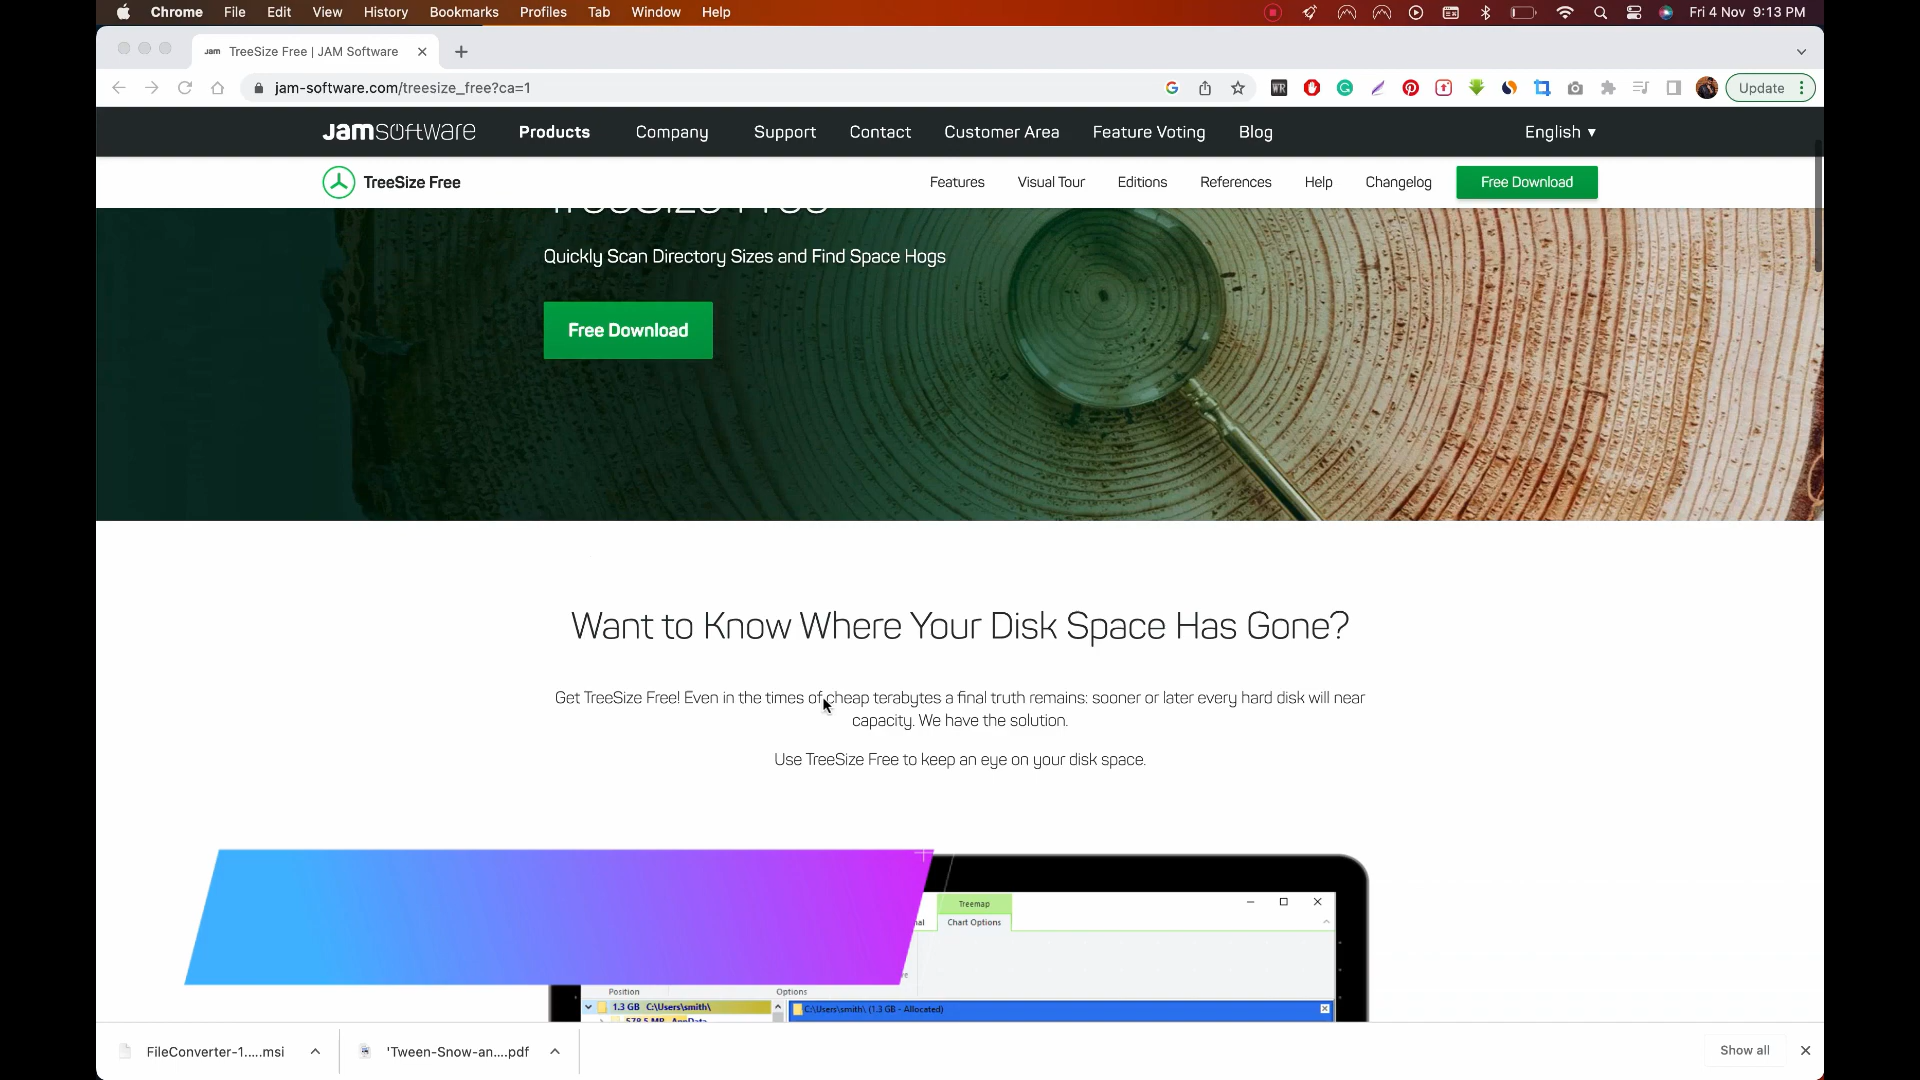 Chrome File Edit View History Bookmarks Profiles Tab Window Help Fri 4 Nov 9:13 PM
Jam TreeSize Free | JAM Software
jam-software.com/treesize_free?ca=1 WR Update
Jamsoftware Products Company Support Contact Customer Area Feature Voting Blog English
TreeSize Free Features Visual Tour Editions References Help Changelog Free Download
TreeSize Free
Quickly Scan Directory Sizes and Find Space Hogs
Free Download
Want to Know Where Your Disk Space Has Gone?
Get TreeSize Free! Even in the times of cheap terabytes a final truth remains: sooner or later every hard disk will near
capacity. We have the solution.
Use TreeSize Free to keep an eye on your disk space.
Treemap
Chart Options
Position Options
1.3 GB C:\Users\smith\ C:\Users\smith\ (1.3 GB - Allocated)
578.5 MB AppData
FileConverter-1.....msi 'Tween-Snow-an....pdf Show all